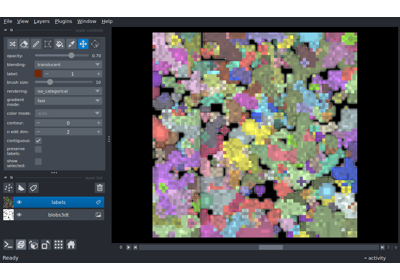 File View Layers Plugins Window Help
opacity: 0.70
blending: translucent
label: 1
brush size: 10
rendering: iso_categorical
gradient mode: fast
color mode:
contour: 0
n edit dim: 2
contiguous:
preserve labels:
show selected:
labels
blobs3dt
Ready
activity